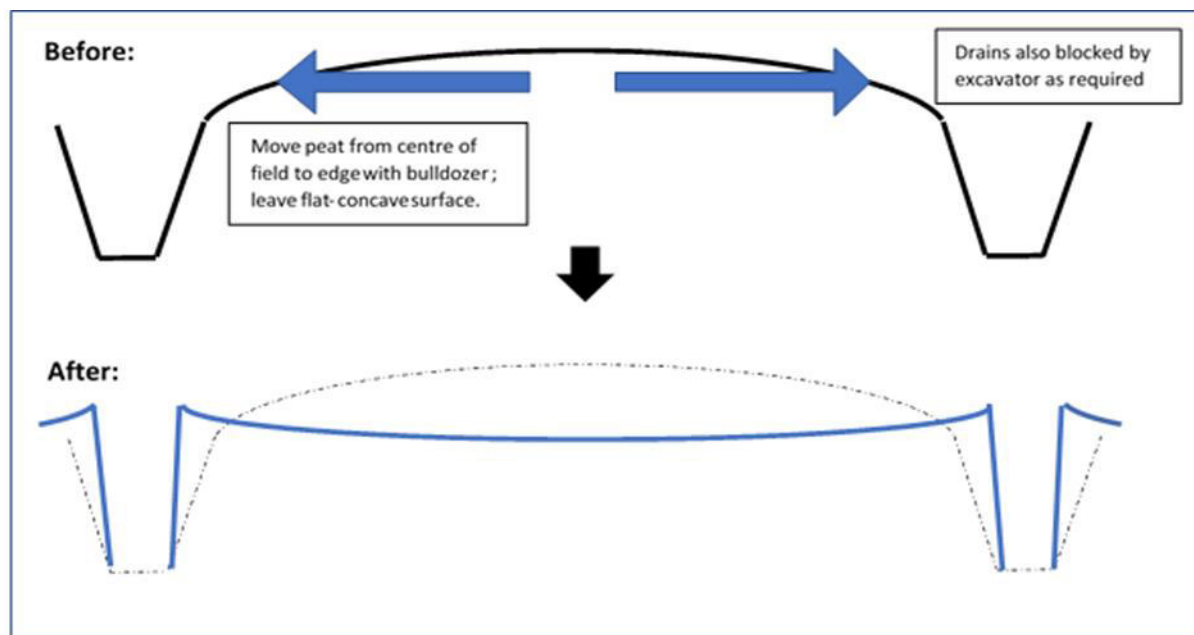 Before:
Drains also blocked by
excavator as required
Move peat from centre of
field to edge with bulldozer;
leave flat-concave surface.
After: